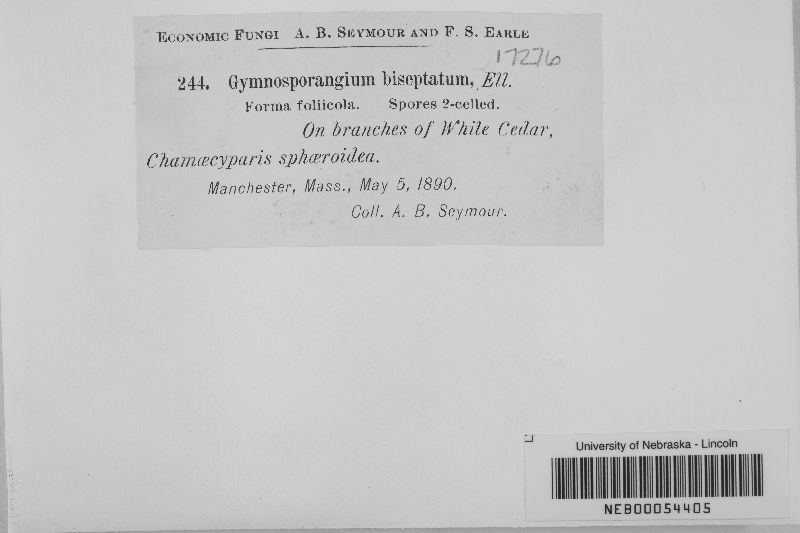 Economic Fungi A. B. Seymour and F. S. Earle
17276
244. Gymnosporangium biseptatum, Ell.
Forma foliicola. Spores 2-celled.
On branches of White Cedar,
Chamæcyparis sphæroidea.
Manchester, Mass., May 5, 1890.
Coll. A. B. Seymour.
University of Nebraska - Lincoln
NEB00054405